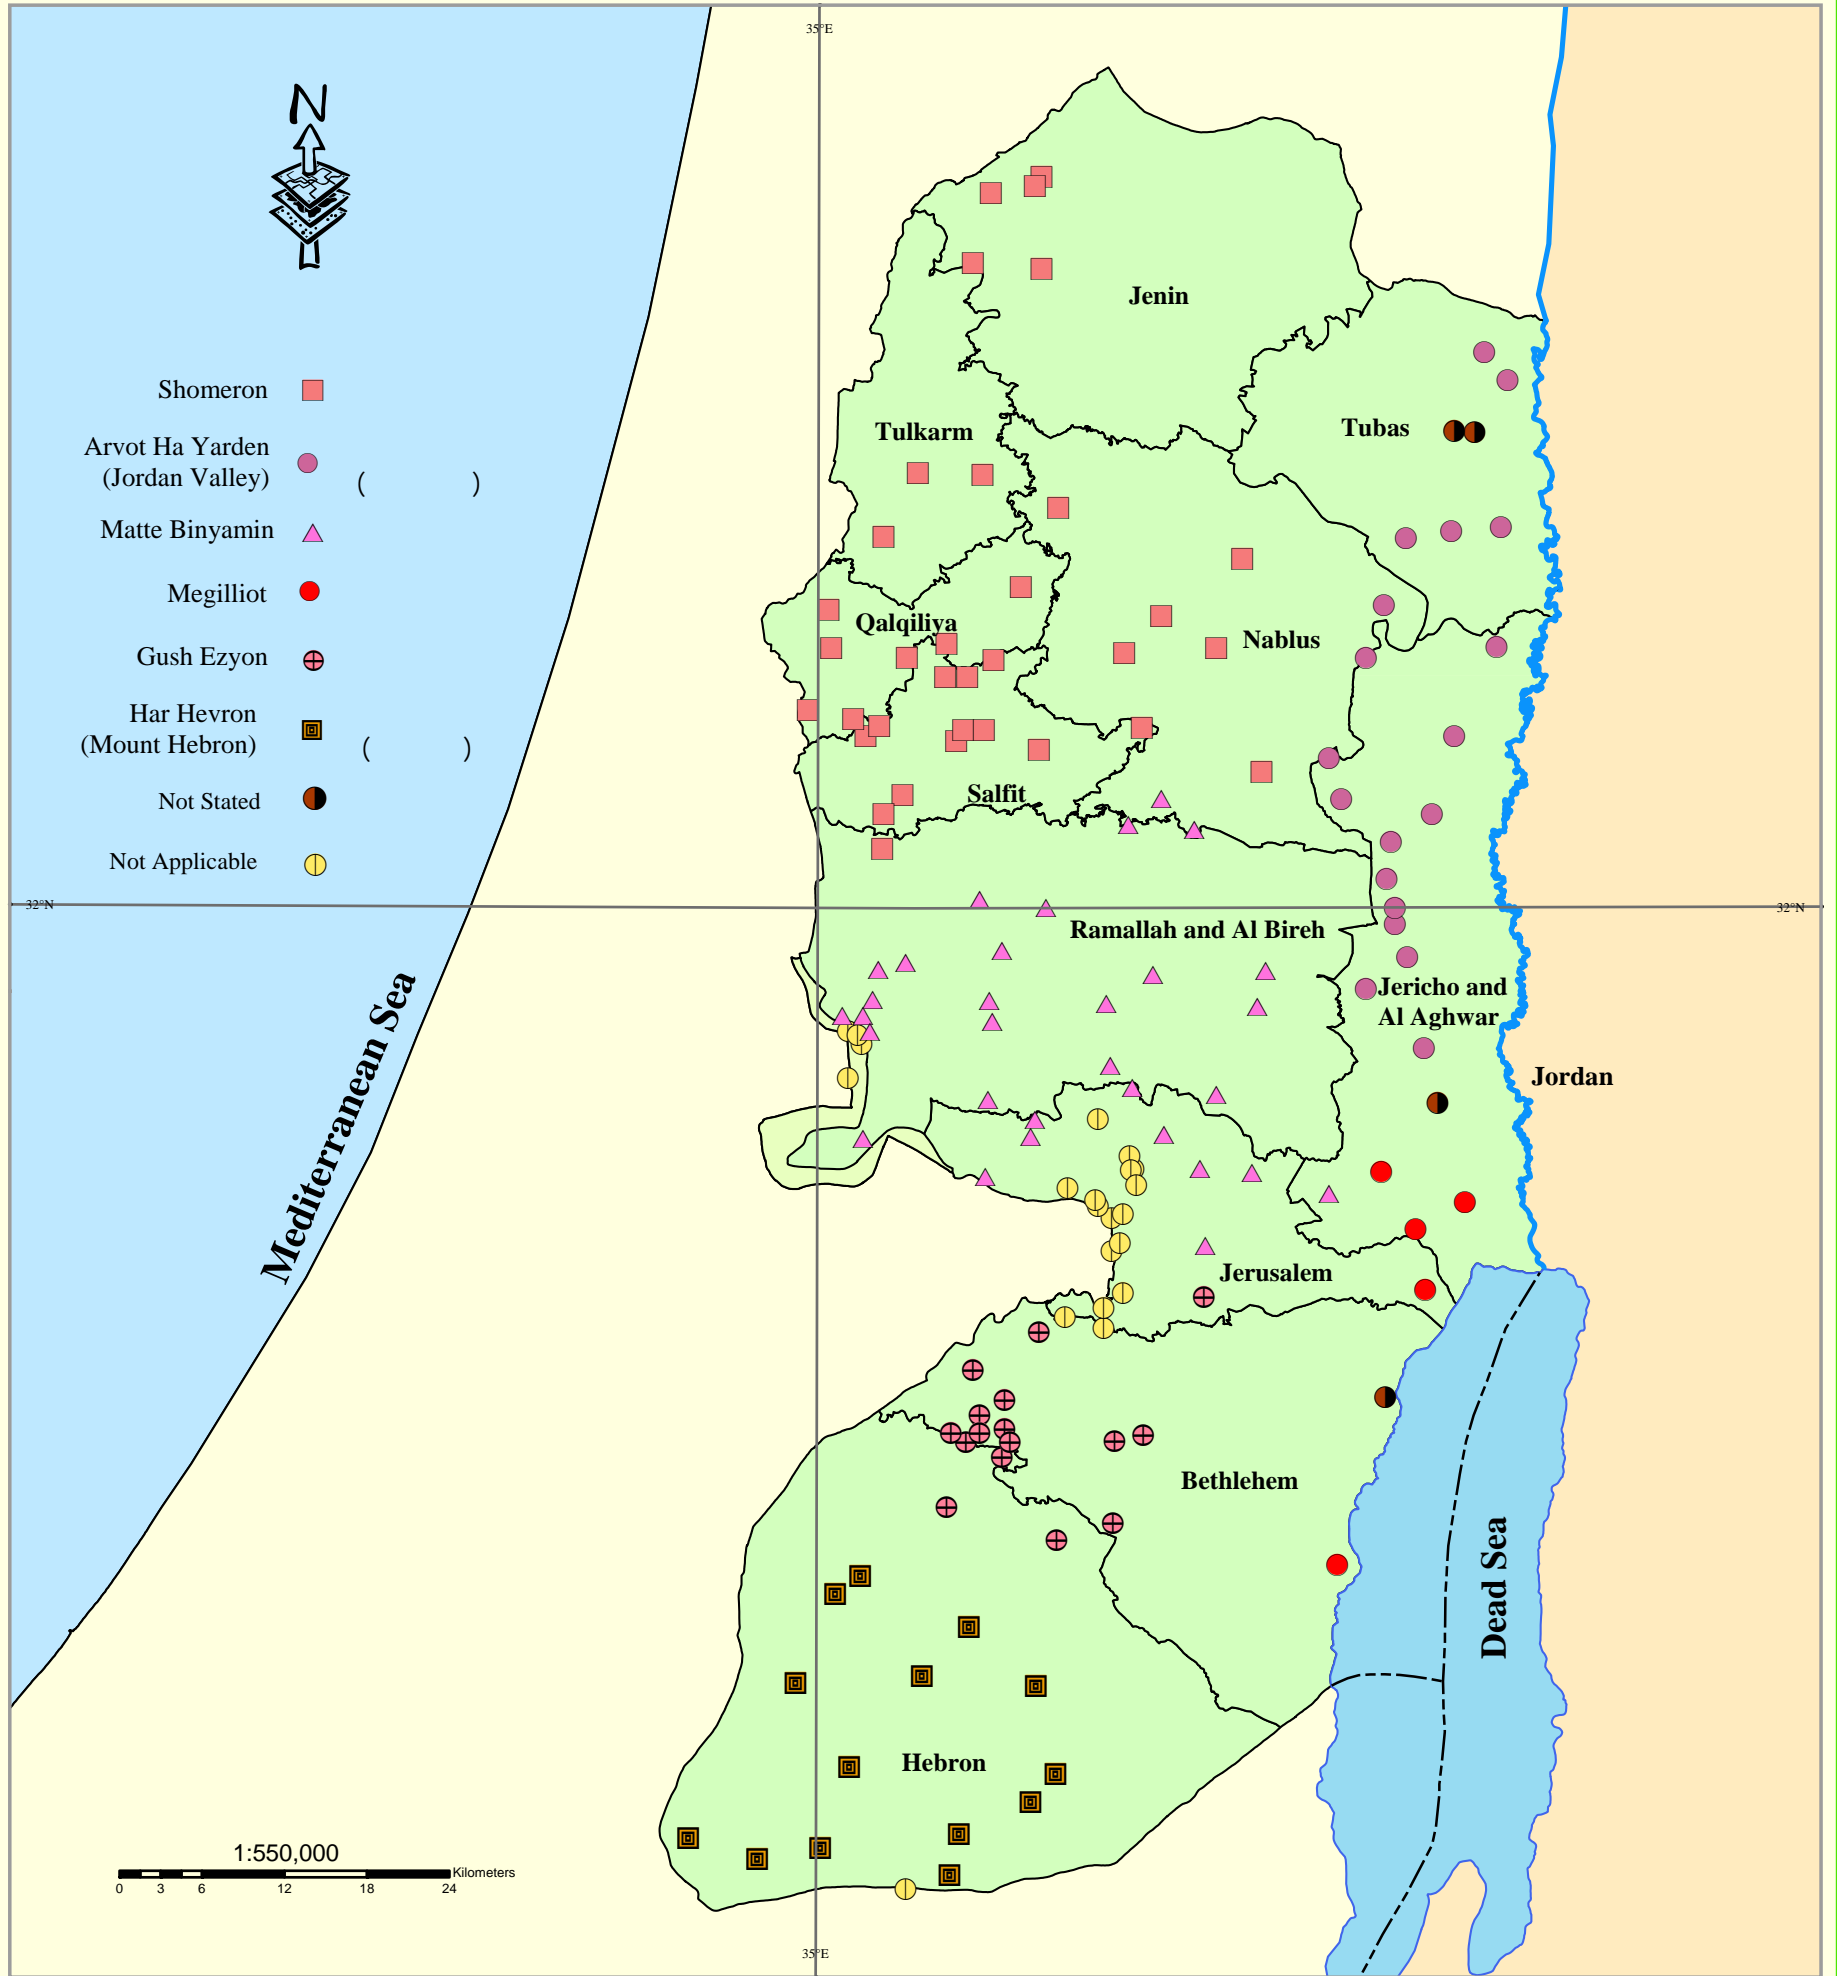 35°E
N
Shomeron
Arvot Ha Yarden
(Jordan Valley)
( )
Matte Binyamin
Megilliot
Gush Ezyon
Har Hevron
(Mount Hebron)
( )
Not Stated
Not Applicable
Jenin
Tubas
Tulkarm
Qalqiliya
Nablus
Salfit
32°N
32°N
Ramallah and Al Bireh
Jericho and
Al Aghwar
Jordan
Mediterranean Sea
Jerusalem
Bethlehem
Dead Sea
Hebron
1:550,000
Kilometers
0 3 6 12 18 24
35°E